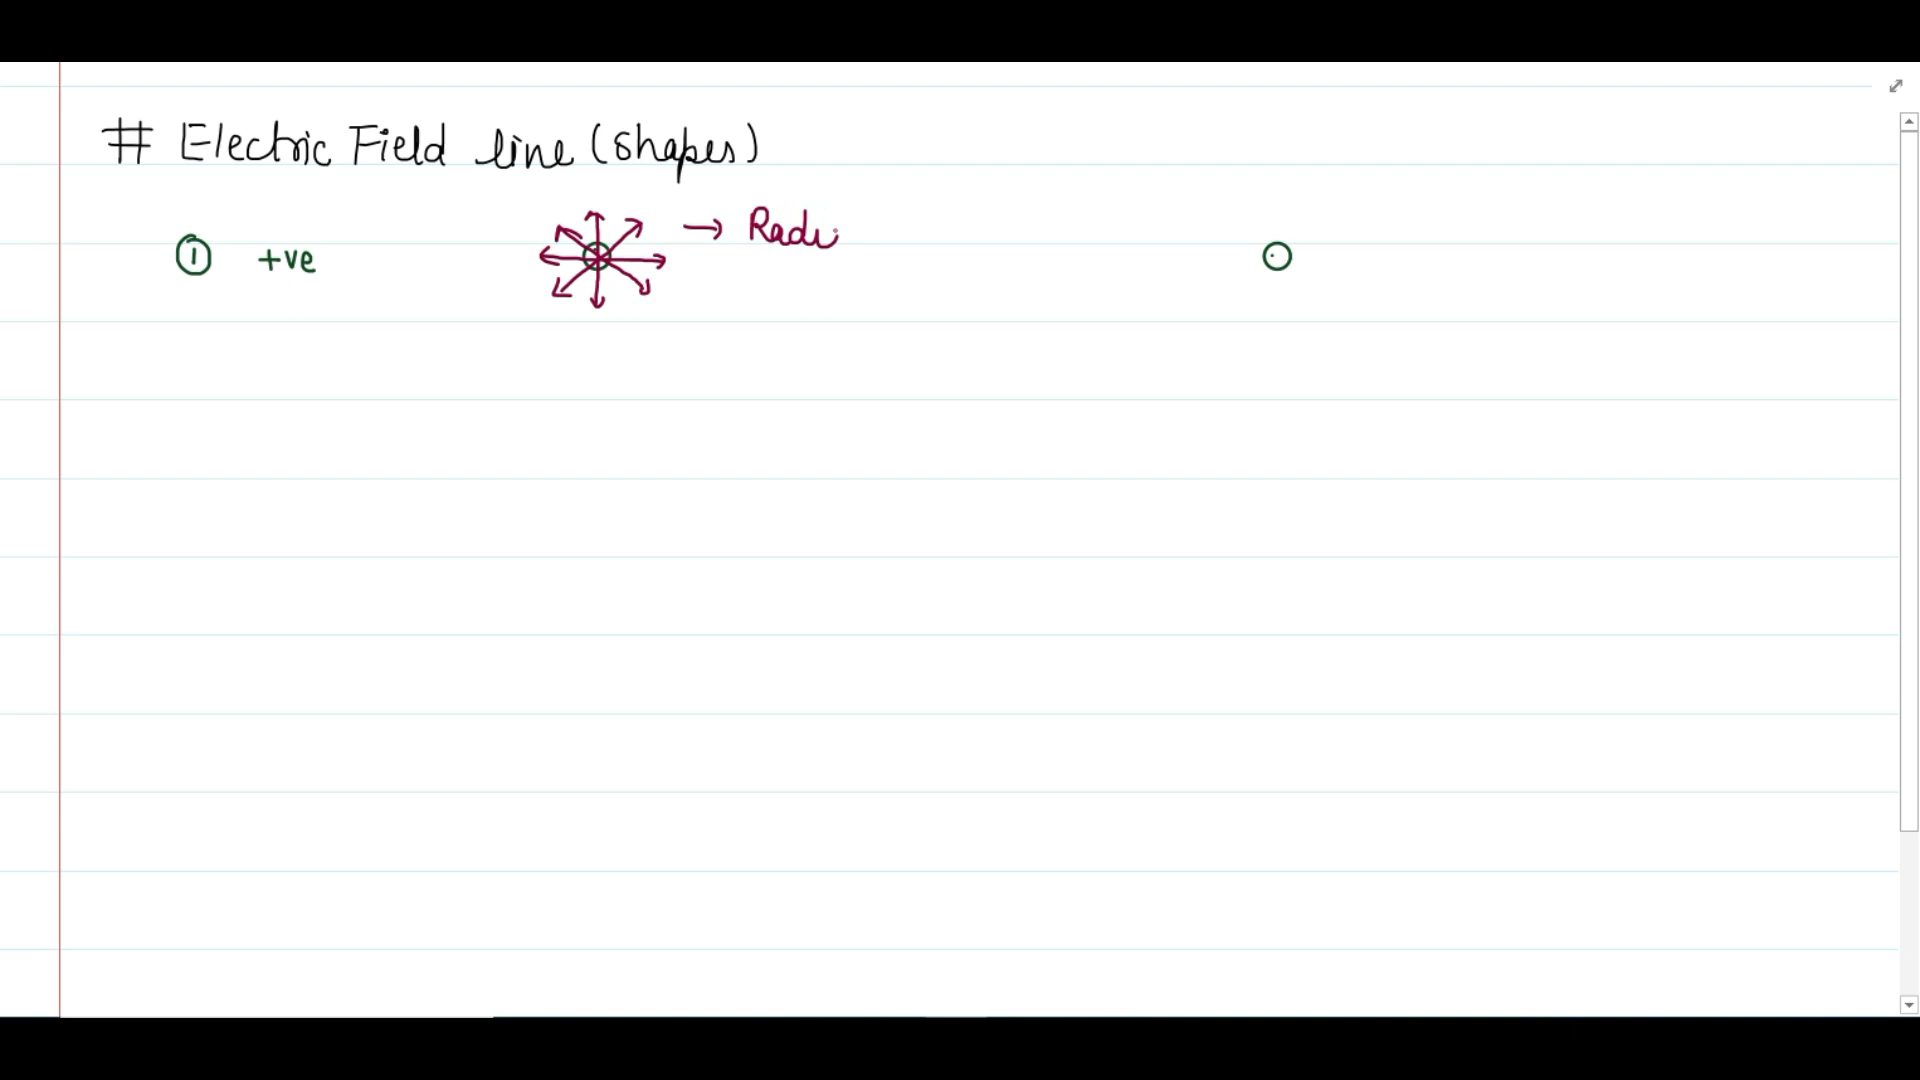 # Electric Field line (shapes)
① +ve → Radi